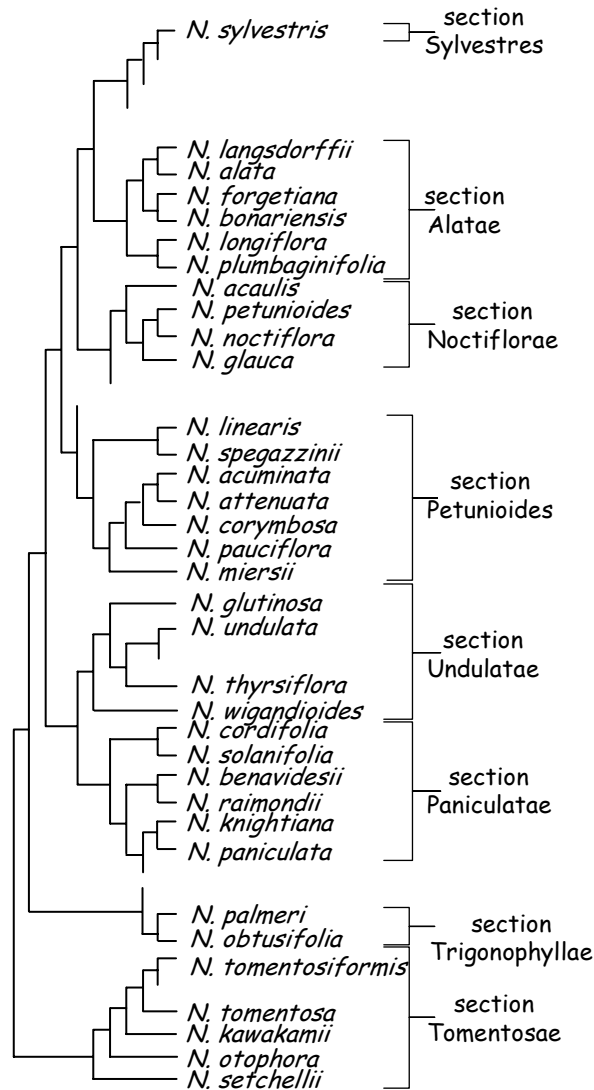 N. sylvestris
section
Sylvestres
N. langsdorffii
N. alata
N. forgetiana
N. bonariensis
N. longiflora
N. plumbaginifolia
section
Alatae
N. acaulis
N. petunioides
N. noctiflora
N. glauca
section
Noctiflorae
N. linearis
N. spegazzinii
N. acuminata
N. attenuata
N. corymbosa
N. pauciflora
N. miersii
section
Petunioides
N. glutinosa
N. undulata
N. thyrsiflora
N. wigandioides
section
Undulatae
N. cordifolia
N. solanifolia
N. benavidesii
N. raimondii
N. knightiana
N. paniculata
section
Paniculatae
N. palmeri
N. obtusifolia
section
Trigonophyllae
N. tomentosiformis
N. tomentosa
N. kawakamii
N. otophora
N. setchellii
section
Tomentosae